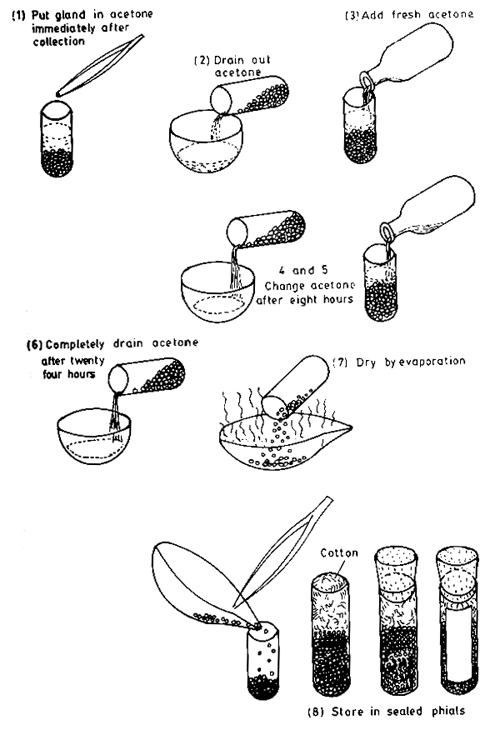 (1) Put gland in acetone
immediately after
collection
(2) Drain out
acetone
(3) Add fresh acetone
4 and 5
Change acetone
after eight hours
(6) Completely drain acetone
after twenty
four hours
(7) Dry by evaporation
Cotton
(8) Store in sealed phials